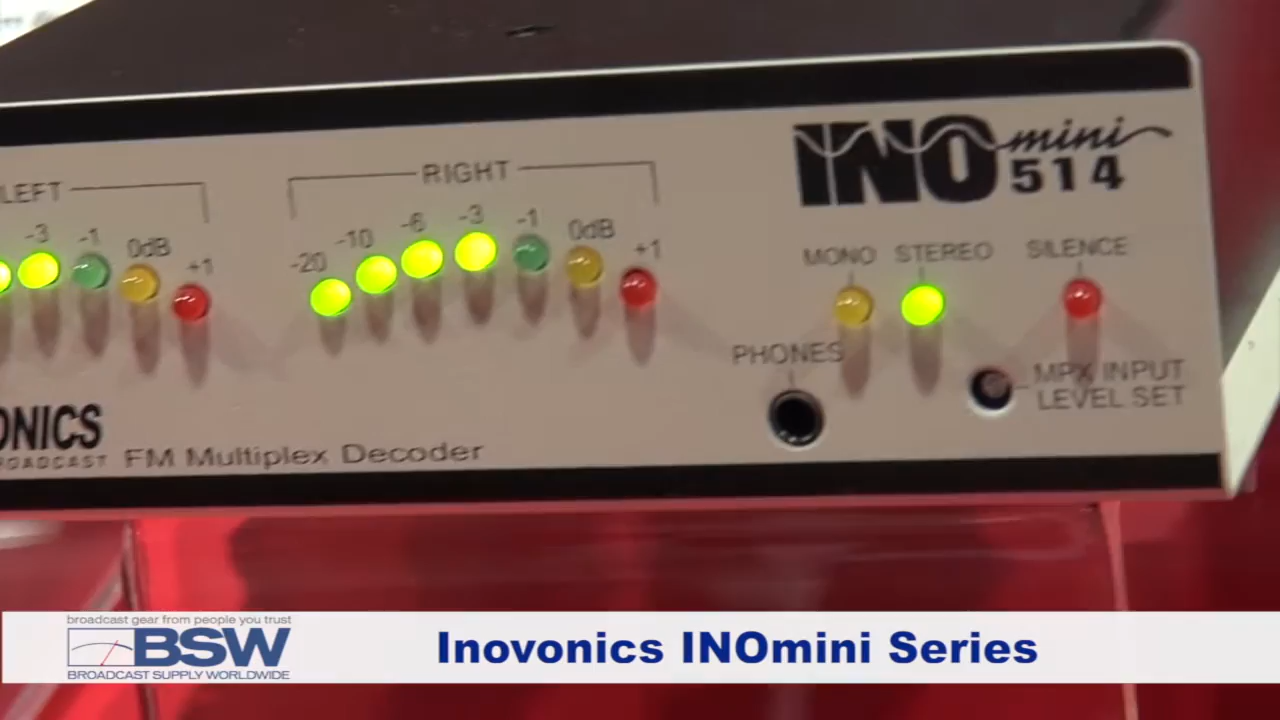 INO mini
514
LEFT
RIGHT
-3 -1 0dB +1
-20 -10 -6 -3 -1 0dB +1
MONO STEREO SILENCE
PHONES
MPX INPUT
LEVEL SET
ONICS
ROADCAST FM Multiplex Decoder
broadcast gear from people you trust
BSW
BROADCAST SUPPLY WORLDWIDE
Inovonics INOmini Series